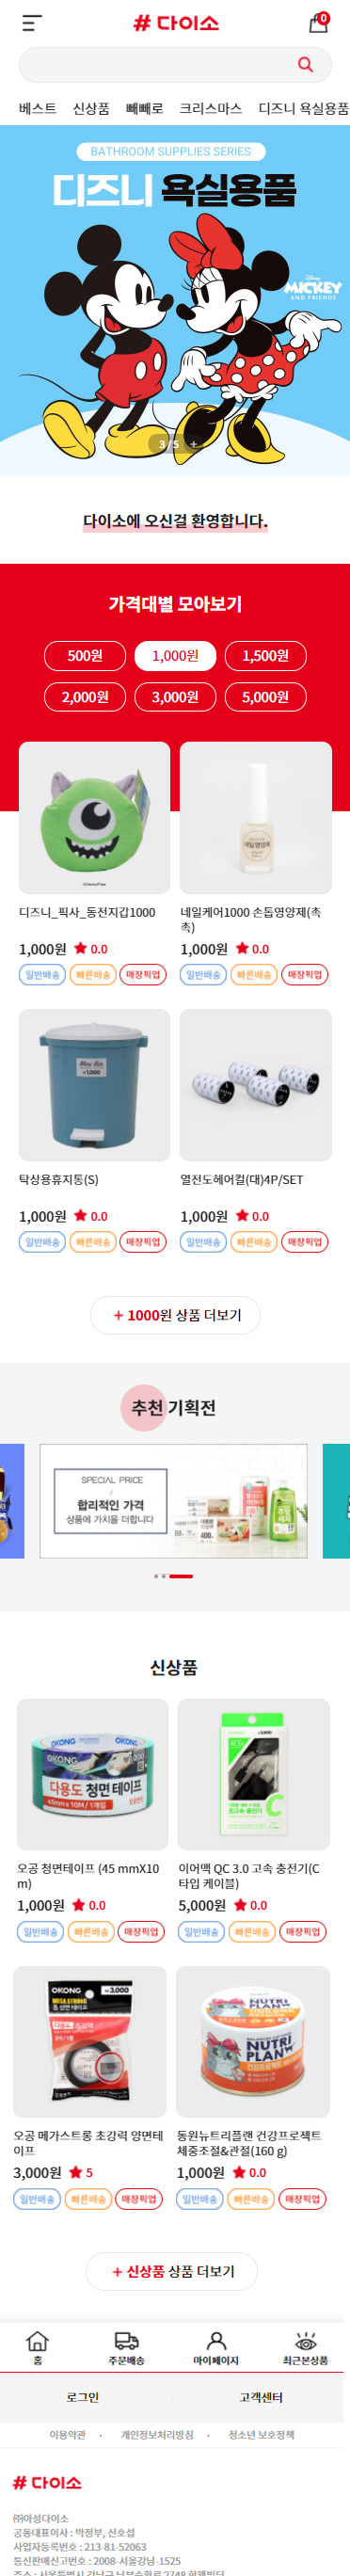 다이소
0
베스트 신상품 빼빼로 크리스마스 디즈니 욕실용품
BATHROOM SUPPLIES SERIES
디즈니 욕실용품
Disney
MICKEY
AND FRIENDS
3 / 5 +
다이소에 오신걸 환영합니다.
가격대별 모아보기
500원 1,000원 1,500원
2,000원 3,000원 5,000원
디즈니_픽사_동전지갑1000
1,000원 0.0
일반배송 빠른배송 매장픽업
네일케어1000 손톱영양제(촉
촉)
1,000원 0.0
일반배송 빠른배송 매장픽업
탁상용휴지통(S)
1,000원 0.0
일반배송 빠른배송 매장픽업
열전도헤어컬(대)4P/SET
1,000원 0.0
일반배송 빠른배송 매장픽업
+ 1000원 상품 더보기
추천 기획전
SPECIAL PRICE
합리적인 가격
상품에 가치을 더합니다
신상품
OKONG
다용도 청면테이프
45mm x 10M / 1개입
오공 청면테이프 (45 mmX10
m)
1,000원 0.0
일반배송 빠른배송 매장픽업
이어맥 QC 3.0 고속 충전기(C
타입 케이블)
5,000원 0.0
일반배송 빠른배송 매장픽업
OKONG
3,000
MEGA STRONG
오공 메가스트롱 초강력 양면테
이프
3,000원 5
일반배송 빠른배송 매장픽업
NUTRI
PLAN
건강프로젝트
동원뉴트리플랜 건강프로젝트
체중조절&관절(160 g)
1,000원 0.0
일반배송 빠른배송 매장픽업
+ 신상품 상품 더보기
홈 주문배송 마이페이지 최근본상품
로그인 고객센터
이용약관 · 개인정보처리방침 · 청소년 보호정책
다이소
㈜아성다이소
공동대표이사 : 박정부, 신호섭
사업자등록번호 : 213-81-52063
통신판매신고번호 : 2008-서울강남-1525